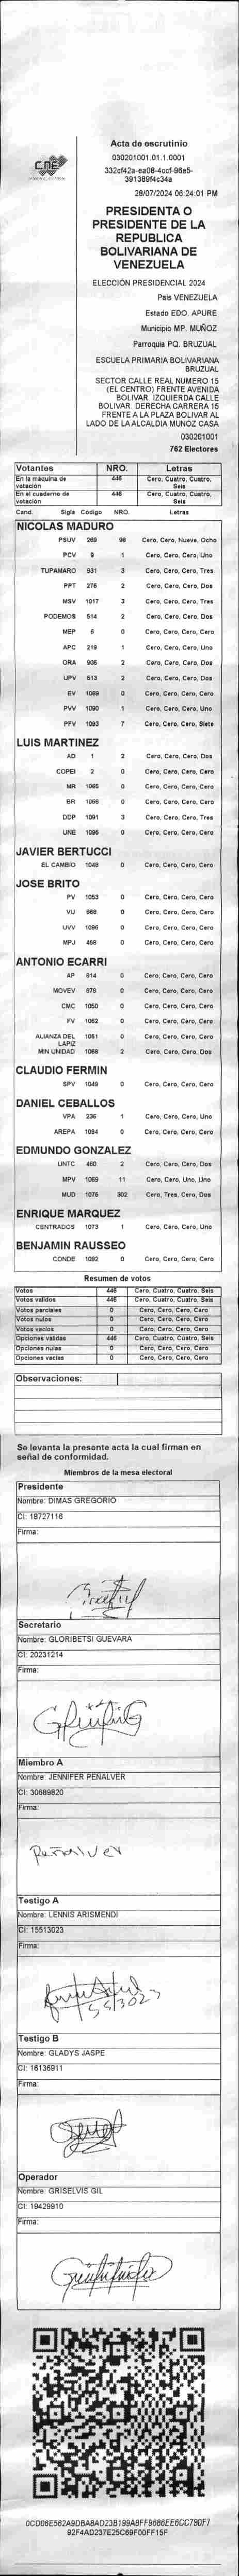 Acta de escrutinio
030201001.01.1.0001
CNE
28/07/2024 06:24:01 PM
PRESIDENTA O
PRESIDENTE DE LA
REPUBLICA
BOLIVARIANA DE
VENEZUELA
ELECCIÓN PRESIDENCIAL 2024
País VENEZUELA
Estado EDO. APURE
Municipio MP. MUÑOZ
Parroquia PQ. BRUZUAL
ESCUELA PRIMARIA BOLIVARIANA
BRUZUAL
SECTOR CALLE REAL NUMERO 15
(EL CENTRO) FRENTE AVENIDA
BOLIVAR. IZQUIERDA CALLE
BOLIVAR. DERECHA CARRERA 15
FRENTE A LA PLAZA BOLIVAR AL
LADO DE LA ALCALDIA MUNOZ CASA
030201001
762 Electores
Votantes NRO. Letras
En la máquina de votación 446 Cero, Cuatro, Cuatro, Seis
En el cuaderno de votación 446 Cero, Cuatro, Cuatro, Seis
Cand. Sigla Código NRO. Letras
NICOLAS MADURO
PSUV 269 98 Cero, Cero, Nueve, Ocho
PCV 9 1 Cero, Cero, Cero, Uno
TUPAMARO 931 3 Cero, Cero, Cero, Tres
PPT 276 2 Cero, Cero, Cero, Dos
MSV 1017 3 Cero, Cero, Cero, Tres
PODEMOS 514 2 Cero, Cero, Cero, Dos
MEP 6 0 Cero, Cero, Cero, Cero
APC 219 1 Cero, Cero, Cero, Uno
ORA 906 2 Cero, Cero, Cero, Dos
UPV 513 2 Cero, Cero, Cero, Dos
EV 1089 0 Cero, Cero, Cero, Cero
PVV 1090 1 Cero, Cero, Cero, Uno
PFV 1093 7 Cero, Cero, Cero, Siete
LUIS MARTINEZ
AD 1 2 Cero, Cero, Cero, Dos
COPEI 2 0 Cero, Cero, Cero, Cero
MR 1065 0 Cero, Cero, Cero, Cero
BR 1066 0 Cero, Cero, Cero, Cero
DDP 1091 3 Cero, Cero, Cero, Tres
UNE 1095 0 Cero, Cero, Cero, Cero
JAVIER BERTUCCI
EL CAMBIO 1048 0 Cero, Cero, Cero, Cero
JOSE BRITO
PV 1053 0 Cero, Cero, Cero, Cero
VU 968 0 Cero, Cero, Cero, Cero
UVV 1096 0 Cero, Cero, Cero, Cero
MPJ 458 0 Cero, Cero, Cero, Cero
ANTONIO ECARRI
AP 814 0 Cero, Cero, Cero, Cero
MOVEV 878 0 Cero, Cero, Cero, Cero
CMC 1050 0 Cero, Cero, Cero, Cero
FV 1062 0 Cero, Cero, Cero, Cero
ALIANZA DEL LAPIZ 1081 0 Cero, Cero, Cero, Cero
MIN UNIDAD 1088 2 Cero, Cero, Cero, Dos
CLAUDIO FERMIN
SPV 1049 0 Cero, Cero, Cero, Cero
DANIEL CEBALLOS
VPA 236 1 Cero, Cero, Cero, Uno
AREPA 1094 0 Cero, Cero, Cero, Cero
EDMUNDO GONZALEZ
UNTC 460 2 Cero, Cero, Cero, Dos
MPV 1069 11 Cero, Cero, Uno, Uno
MUD 1075 302 Cero, Tres, Cero, Dos
ENRIQUE MARQUEZ
CENTRADOS 1073 1 Cero, Cero, Cero, Uno
BENJAMIN RAUSSEO
CONDE 1092 0 Cero, Cero, Cero, Cero
Resumen de votos
Votos 446 Cero, Cuatro, Cuatro, Seis
Votos validos 446 Cero, Cuatro, Cuatro, Seis
Votos parciales 0 Cero, Cero, Cero, Cero
Votos nulos 0 Cero, Cero, Cero, Cero
Votos vacios 0 Cero, Cero, Cero, Cero
Opciones validas 446 Cero, Cuatro, Cuatro, Seis
Opciones nulas 0 Cero, Cero, Cero, Cero
Opciones vacias 0 Cero, Cero, Cero, Cero
Observaciones:
Se levanta la presente acta la cual firman en
señal de conformidad.
Miembros de la mesa electoral
Presidente
Nombre: DIMAS GREGORIO
CI: 18727116
Firma:
Secretario
Nombre: GLORIBETSI GUEVARA
CI: 20231214
Firma:
Miembro A
Nombre: JENNIFER PEÑALVER
CI: 30689820
Firma:
Peñalver
Testigo A
Nombre: LENNIS ARISMENDI
CI: 15513023
Firma:
Testigo B
Nombre: GLADYS JASPE
CI: 16136911
Firma:
Operador
Nombre: GRISELVIS GIL
CI: 19429910
Firma: